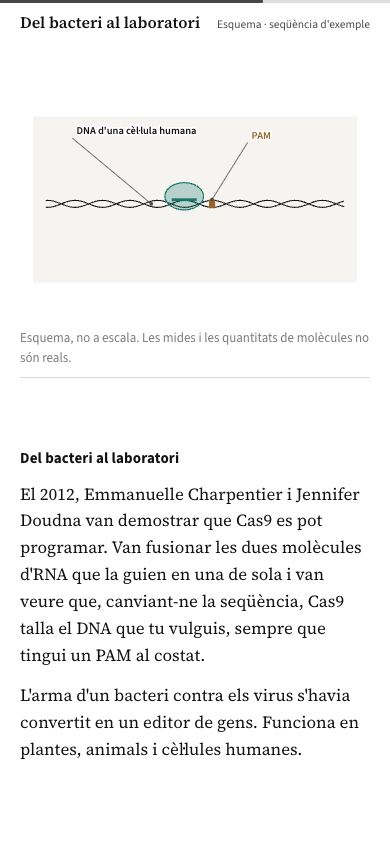 Del bacteri al laboratori
Esquema · seqüència d'exemple
DNA d'una cèl·lula humana
PAM
Esquema, no a escala. Les mides i les quantitats de molècules no
són reals.
Del bacteri al laboratori
El 2012, Emmanuelle Charpentier i Jennifer
Doudna van demostrar que Cas9 es pot
programar. Van fusionar les dues molècules
d'RNA que la guien en una de sola i van
veure que, canviant-ne la seqüència, Cas9
talla el DNA que tu vulguis, sempre que
tingui un PAM al costat.
L'arma d'un bacteri contra els virus s'havia
convertit en un editor de gens. Funciona en
plantes, animals i cèl·lules humanes.